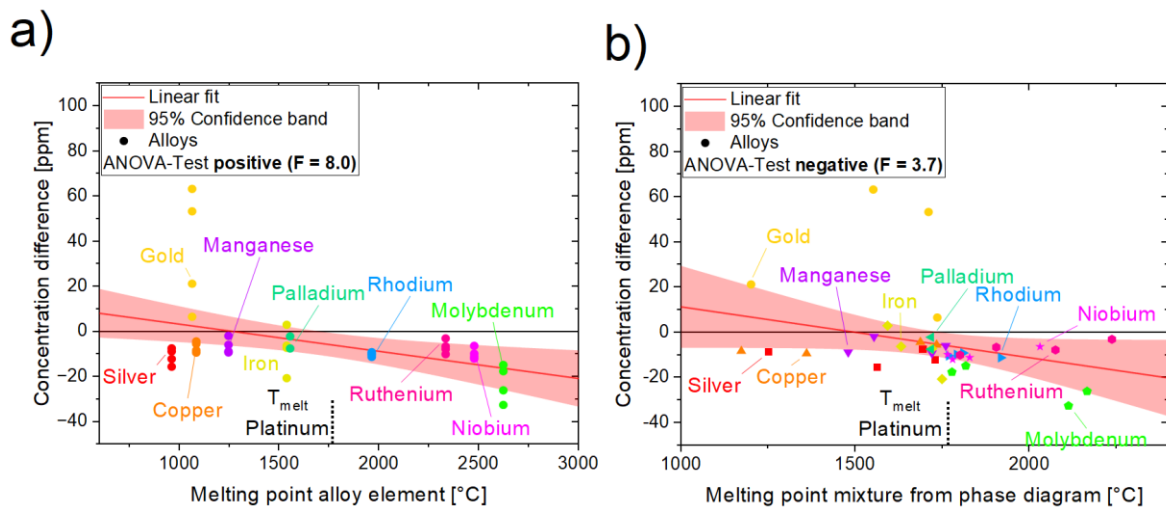 a)
Linear fit
95% Confidence band
Alloys
ANOVA-Test positive (F = 8.0)
Concentration difference [ppm]
100
80
60
40
20
0
−20
−40
Gold
Manganese
Palladium
Rhodium
Molybdenum
Silver
Copper
Iron
Ruthenium
Niobium
Tmelt
Platinum
1000
1500
2000
2500
3000
Melting point alloy element [°C]
b)
Linear fit
95% Confidence band
Alloys
ANOVA-Test negative (F = 3.7)
Concentration difference [ppm]
100
80
60
40
20
0
−20
−40
Gold
Manganese
Iron
Palladium
Rhodium
Niobium
Silver
Copper
Ruthenium
Molybdenum
Tmelt
Platinum
1000
1500
2000
Melting point mixture from phase diagram [°C]